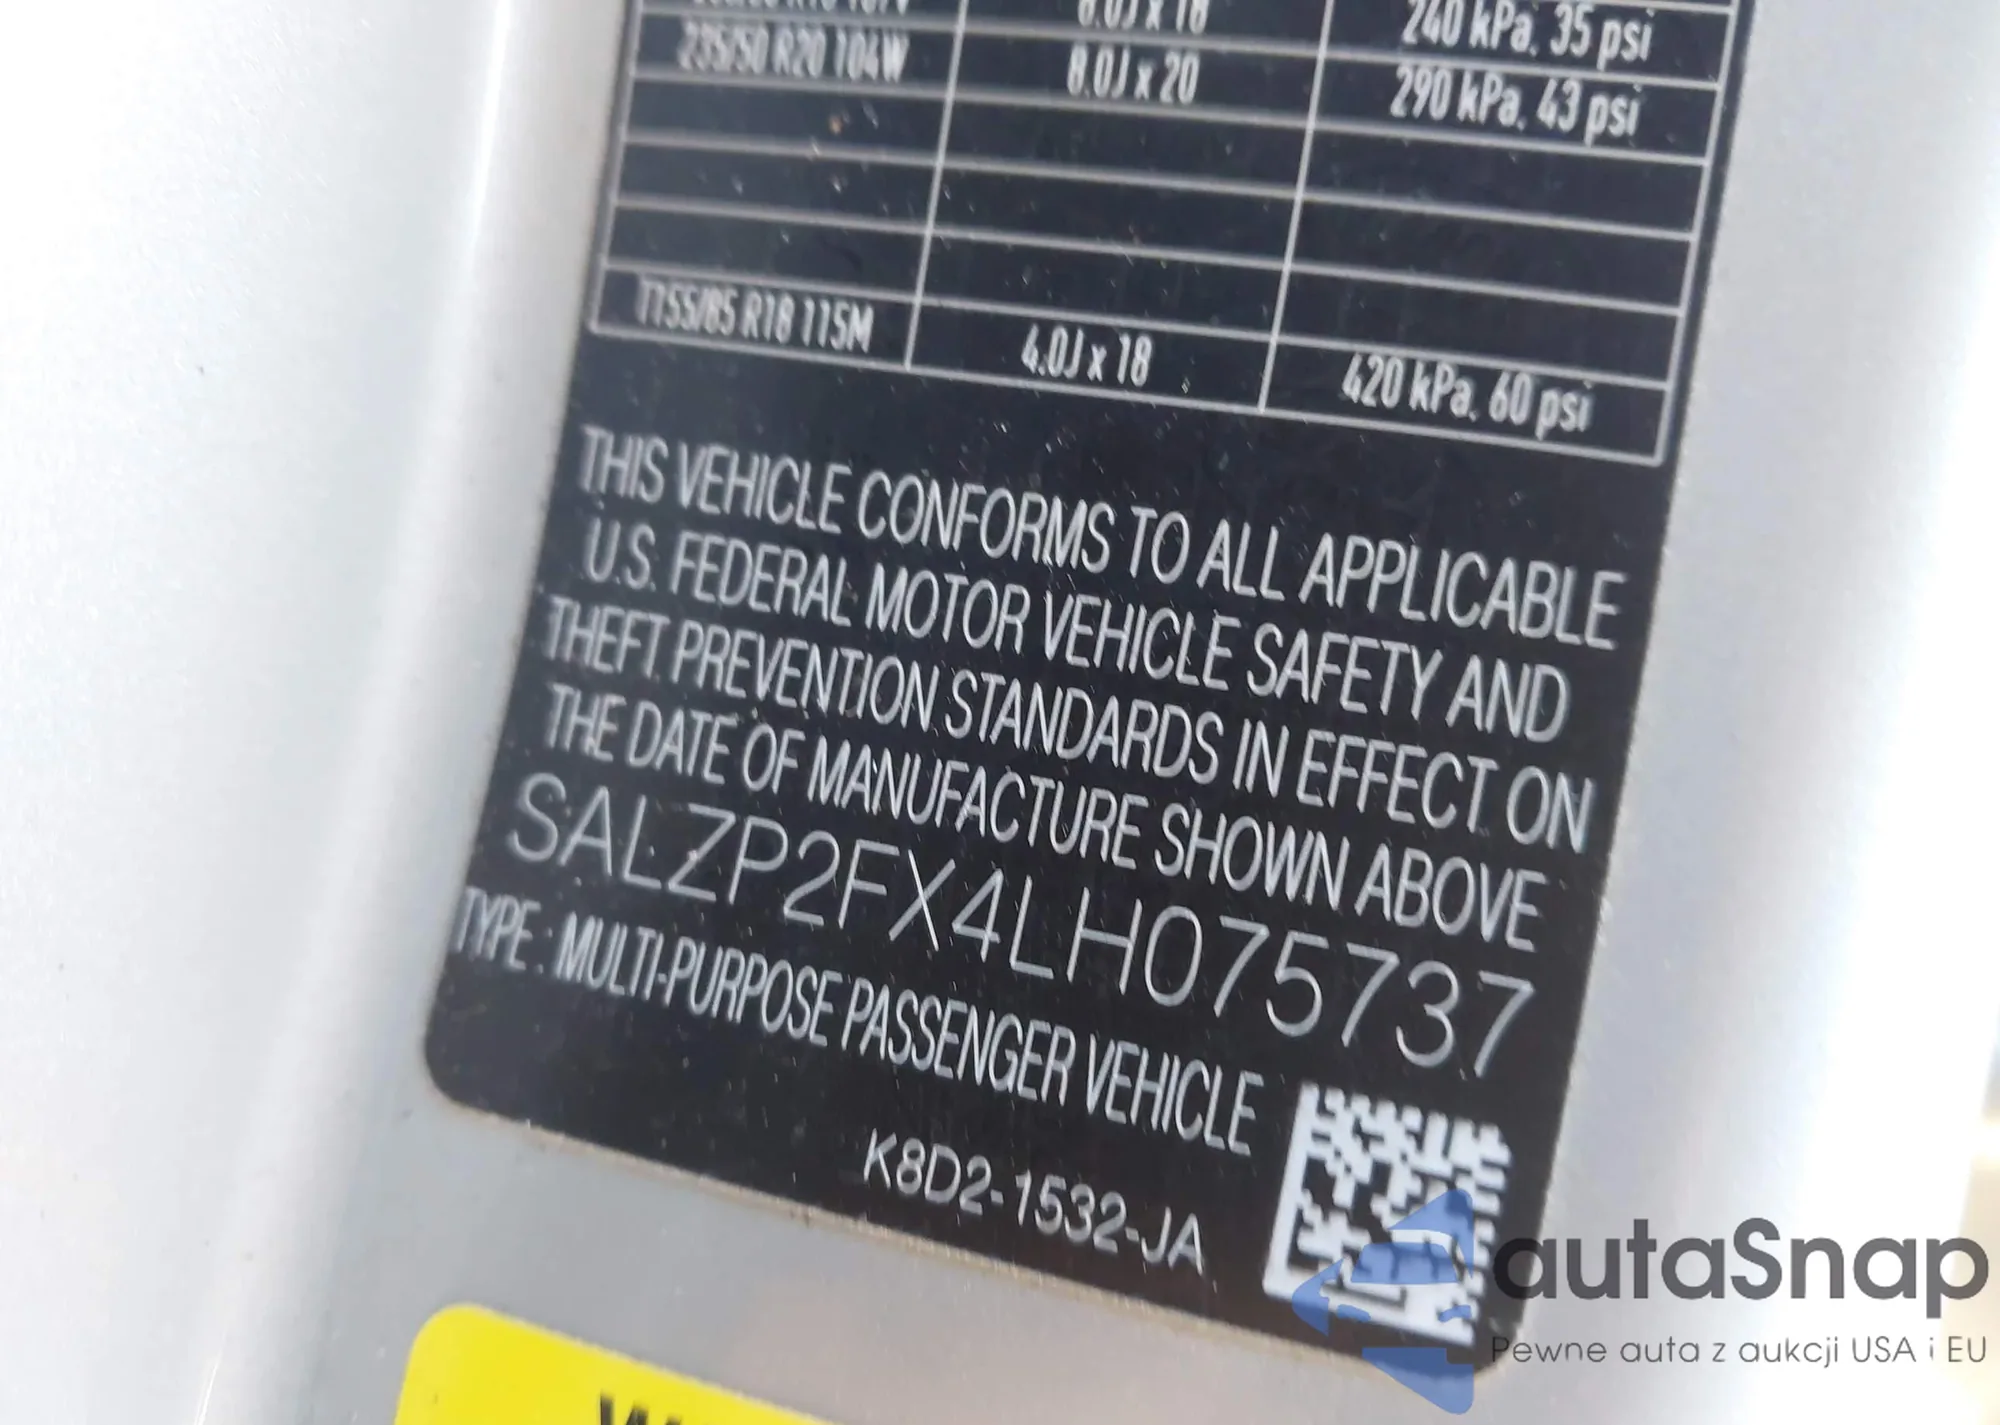 8.0J x 18 240 kPa, 35 psi
235/50 R20 104W 8.0J x 20 290 kPa, 43 psi
T155/85 R18 115M 4.0J x 18 420 kPa, 60 psi
THIS VEHICLE CONFORMS TO ALL APPLICABLE
U.S. FEDERAL MOTOR VEHICLE SAFETY AND
THEFT PREVENTION STANDARDS IN EFFECT ON
THE DATE OF MANUFACTURE SHOWN ABOVE
SALZP2FX4LH075737
TYPE: MULTI-PURPOSE PASSENGER VEHICLE
K8D2-1532-JA
autaSnap
Pewne auta z aukcji USA i EU